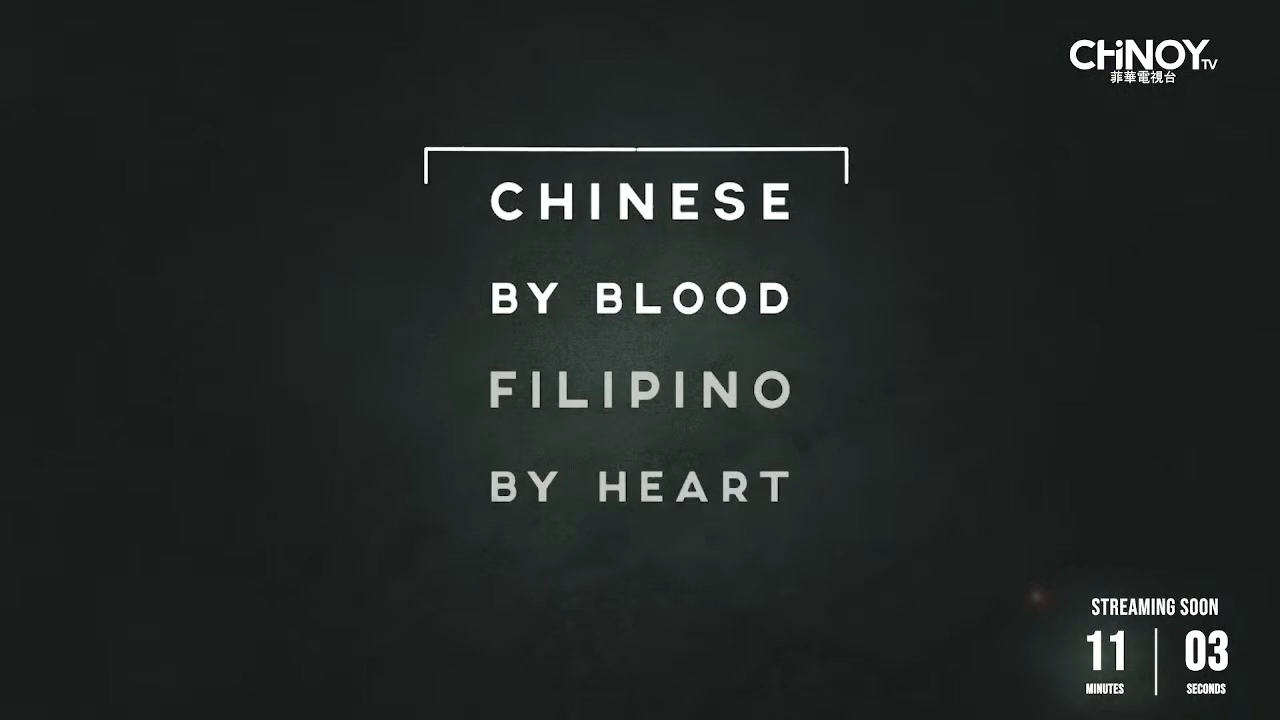 CHiNOY TV
菲華電視台
CHINESE
BY BLOOD
FILIPINO
BY HEART
STREAMING SOON
11 03
MINUTES SECONDS